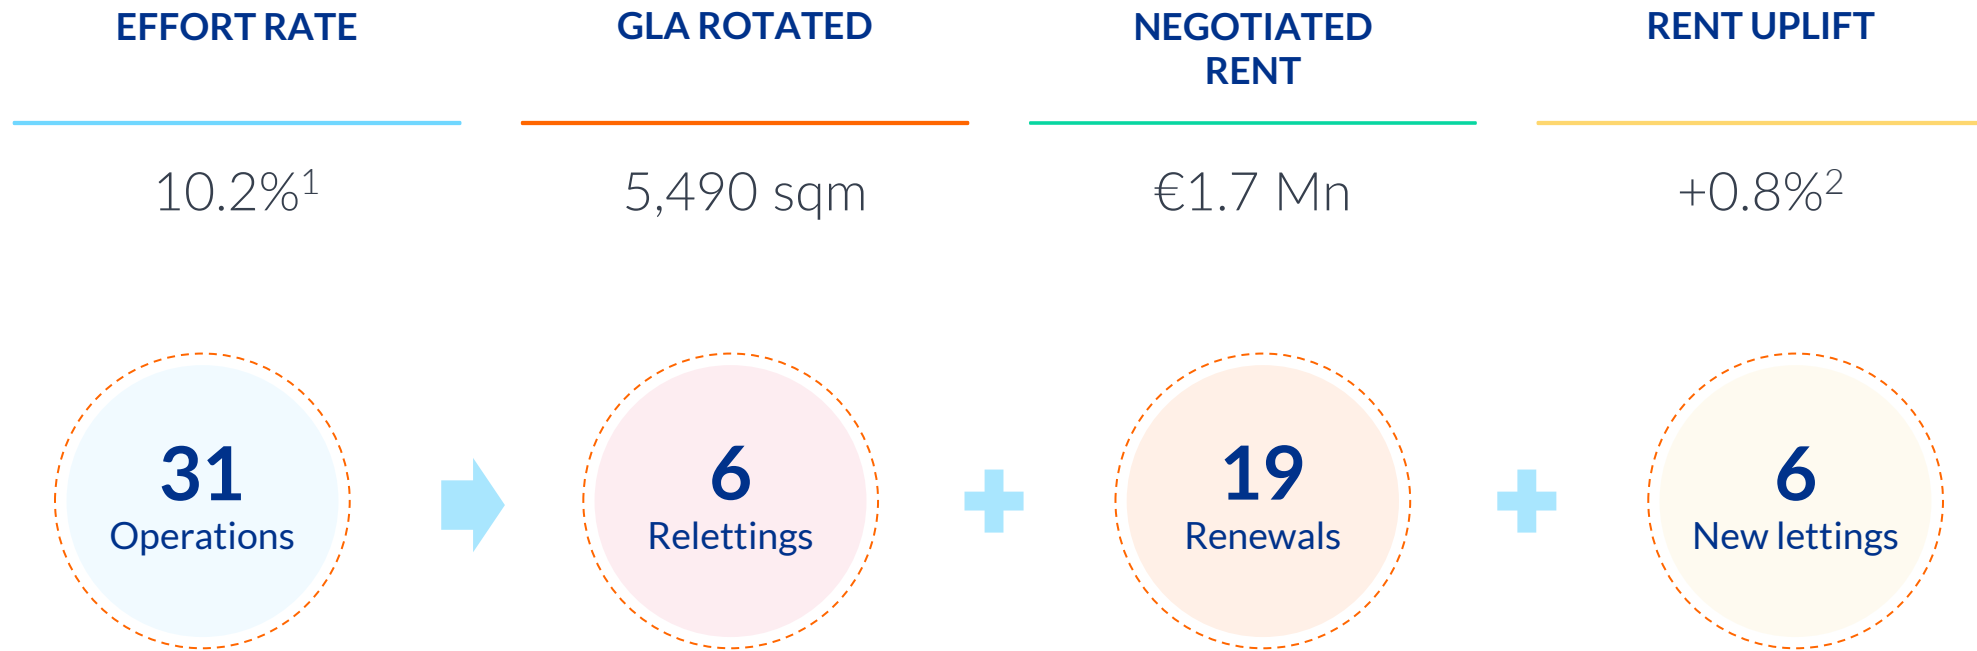 EFFORT RATE
GLA ROTATED
NEGOTIATED
RENT
RENT UPLIFT
10.2%¹
5,490 sqm
€1.7 Mn
+0.8%²
31
Operations
6
Relettings
19
Renewals
6
New lettings